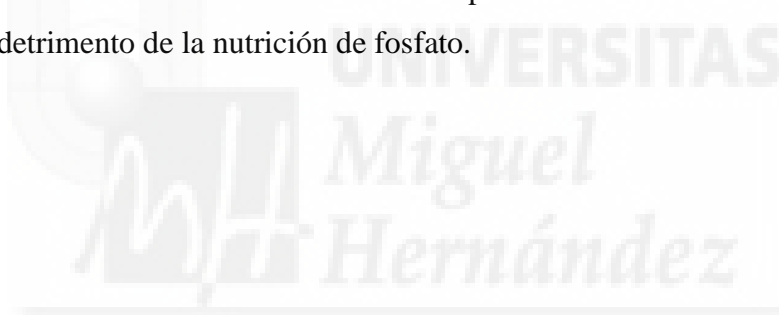 detrimento de la nutrición de fosfato.
UNIVERSITAS
Miguel
Hernández